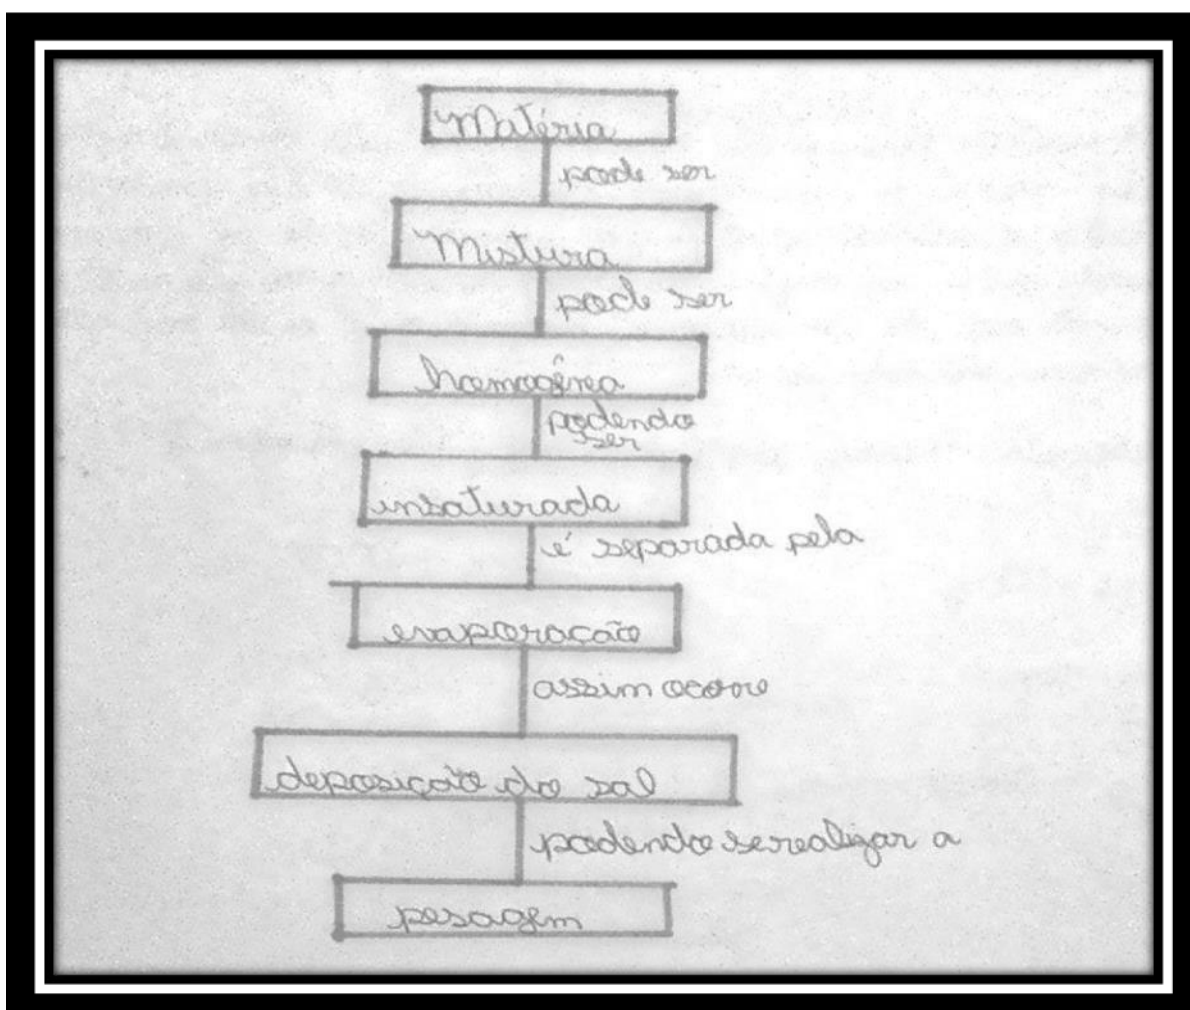 Matéria
pode ser
Mistura
pode ser
homogênea
podendo
ser
insaturada
é separada pela
evaporação
assim ocorre
deposição do sal
podendo se realizar a
pesagem